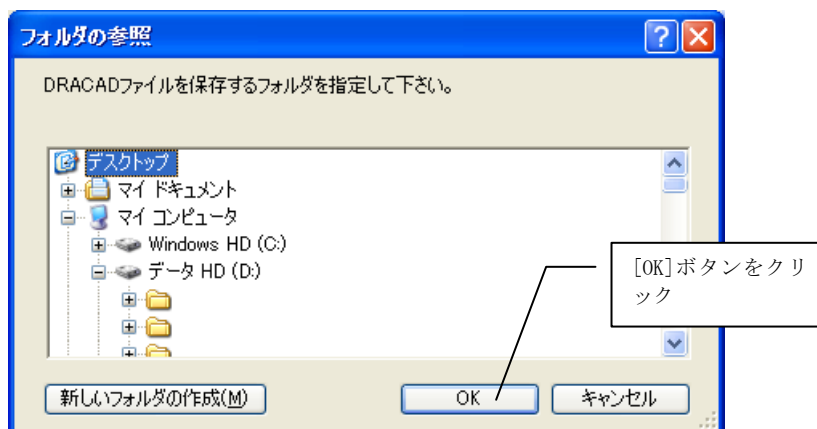 フォルダの参照
DRACADファイルを保存するフォルダを指定して下さい。
デスクトップ
マイ ドキュメント
マイ コンピュータ
Windows HD (C:)
データ HD (D:)
[OK]ボタンをクリ
ック
新しいフォルダの作成(M)
OK
キャンセル